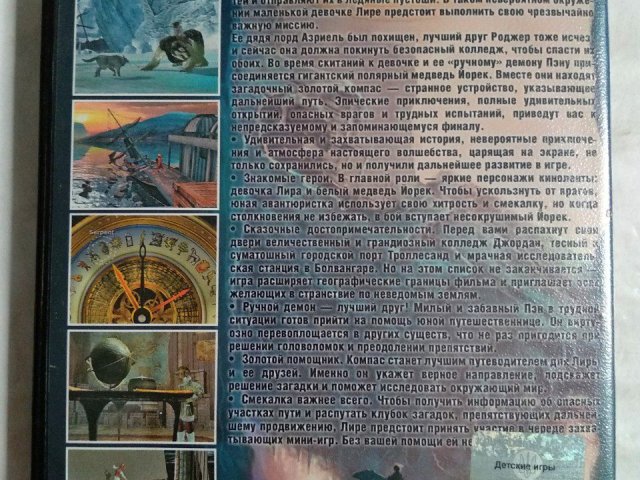 тей и отправляют их в ледяные пустоши. В таком невероятном окруже-
нии маленькой девочке Лире предстоит выполнить свою чрезвычайно
важную миссию.
Ее дядя лорд Азриель был похищен, лучший друг Роджер тоже исчез
и сейчас она должна покинуть безопасный колледж, чтобы спасти их
обоих. Во время скитаний к девочке и ее «ручному» демону Пэну при-
соединяется гигантский полярный медведь Йорек. Вместе они находят
загадочный золотой компас — странное устройство, указывающее
дальнейший путь. Эпические приключения, полные удивительных
открытий, опасных врагов и трудных испытаний, приведут вас к
непредсказуемому и запоминающемуся финалу.
• Удивительная и захватывающая история, невероятные приключе-
ния и атмосфера настоящего волшебства, царящая на экране, не
только сохранились, но и получили дальнейшее развитие в игре.
• Знакомые герои. В главной роли — яркие персонажи киноленты:
девочка Лира и белый медведь Йорек. Чтобы ускользнуть от врагов,
юная авантюристка использует свою хитрость и смекалку, но когда
столкновения не избежать, в бой вступает несокрушимый Йорек.
• Сказочные достопримечательности. Перед вами распахнут свои
двери величественный и грандиозный колледж Джордан, тесный и
суматошный городской порт Троллесанд и мрачная исследователь-
ская станция в Болвангаре. Но на этом список не заканчивается —
игра расширяет географические границы фильма и приглашает всех
желающих в странствие по неведомым землям.
• Ручной демон — лучший друг! Милый и забавный Пэн в трудной
ситуации готов прийти на помощь юной путешественнице. Он вирту-
озно перевоплощается в других существ, что не раз пригодится при
решении головоломок и преодолении препятствий.
• Золотой помощник. Компас станет лучшим путеводителем для Лиры
и ее друзей. Именно он укажет верное направление, подскажет
решение загадки и поможет исследовать окружающий мир.
• Смекалка важнее всего. Чтобы получить информацию об опасных
участках пути и распутать клубок загадок, препятствующих дальней-
шему продвижению, Лире предстоит принять участие в череде захва-
тывающих мини-игр. Без вашей помощи ей не
Serpent
Детские игры